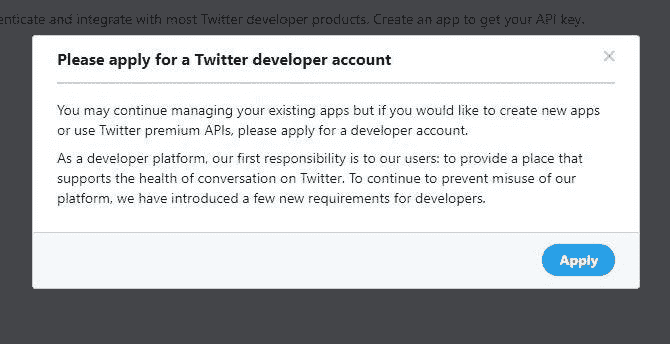 enticate and integrate with most Twitter developer products. Create an app to get your API key.
Please apply for a Twitter developer account
You may continue managing your existing apps but if you would like to create new apps
or use Twitter premium APIs, please apply for a developer account.
As a developer platform, our first responsibility is to our users: to provide a place that
supports the health of conversation on Twitter. To continue to prevent misuse of our
platform, we have introduced a few new requirements for developers.
Apply